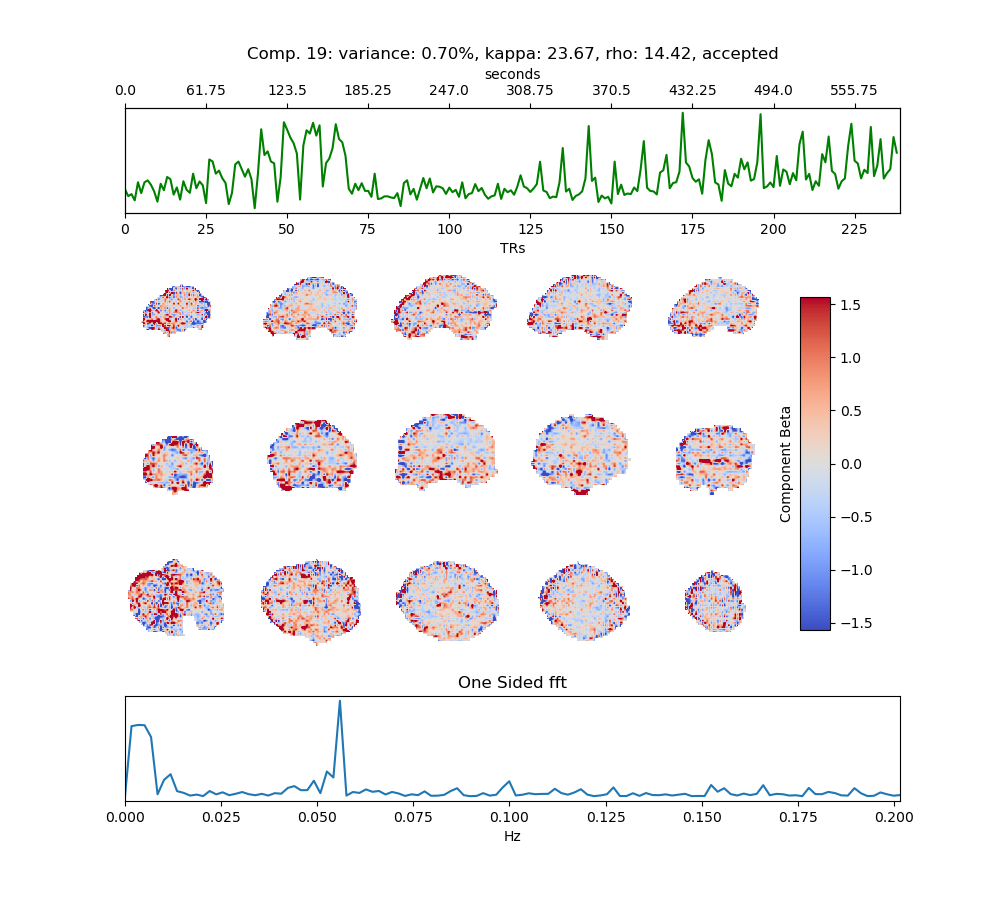 Comp. 19: variance: 0.70%, kappa: 23.67, rho: 14.42, accepted
seconds
0.0 61.75 123.5 185.25 247.0 308.75 370.5 432.25 494.0 555.75
0 25 50 75 100 125 150 175 200 225
TRs
1.5
1.0
0.5
0.0
−0.5
−1.0
−1.5
Component Beta
One Sided fft
0.000 0.025 0.050 0.075 0.100 0.125 0.150 0.175 0.200
Hz